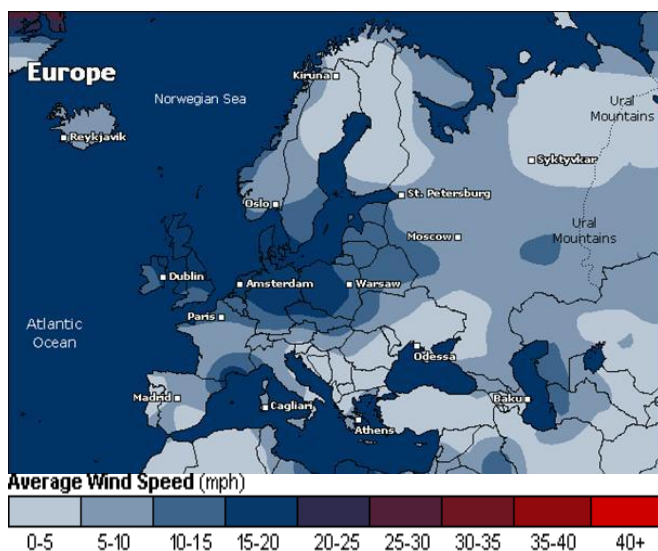 Europe
Kiruna
Norwegian Sea
Ural
Mountains
Reykjavik
Syktyvkar
St. Petersburg
Oslo
Moscow
Ural
Mountains
Dublin
Amsterdam
Warsaw
Paris
Atlantic
Ocean
Odessa
Madrid
Cagliari
Baku
Athens
Average Wind Speed (mph)
0-5 5-10 10-15 15-20 20-25 25-30 30-35 35-40 40+